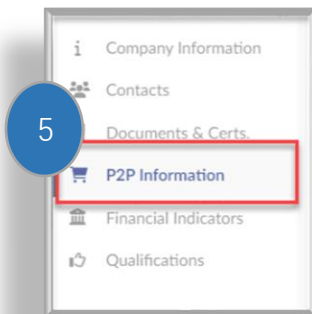 Company Information
Contacts
5
Documents & Certs.
P2P Information
Financial Indicators
Qualifications